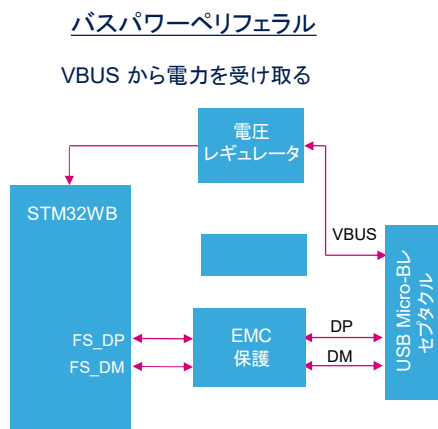 バスパワーペリフェラル
VBUS から電力を受け取る
電圧
レギュレータ
STM32WB
VBUS
USB Micro-Bレ
セプタクル
FS_DP
FS_DM
EMC
保護
DP
DM